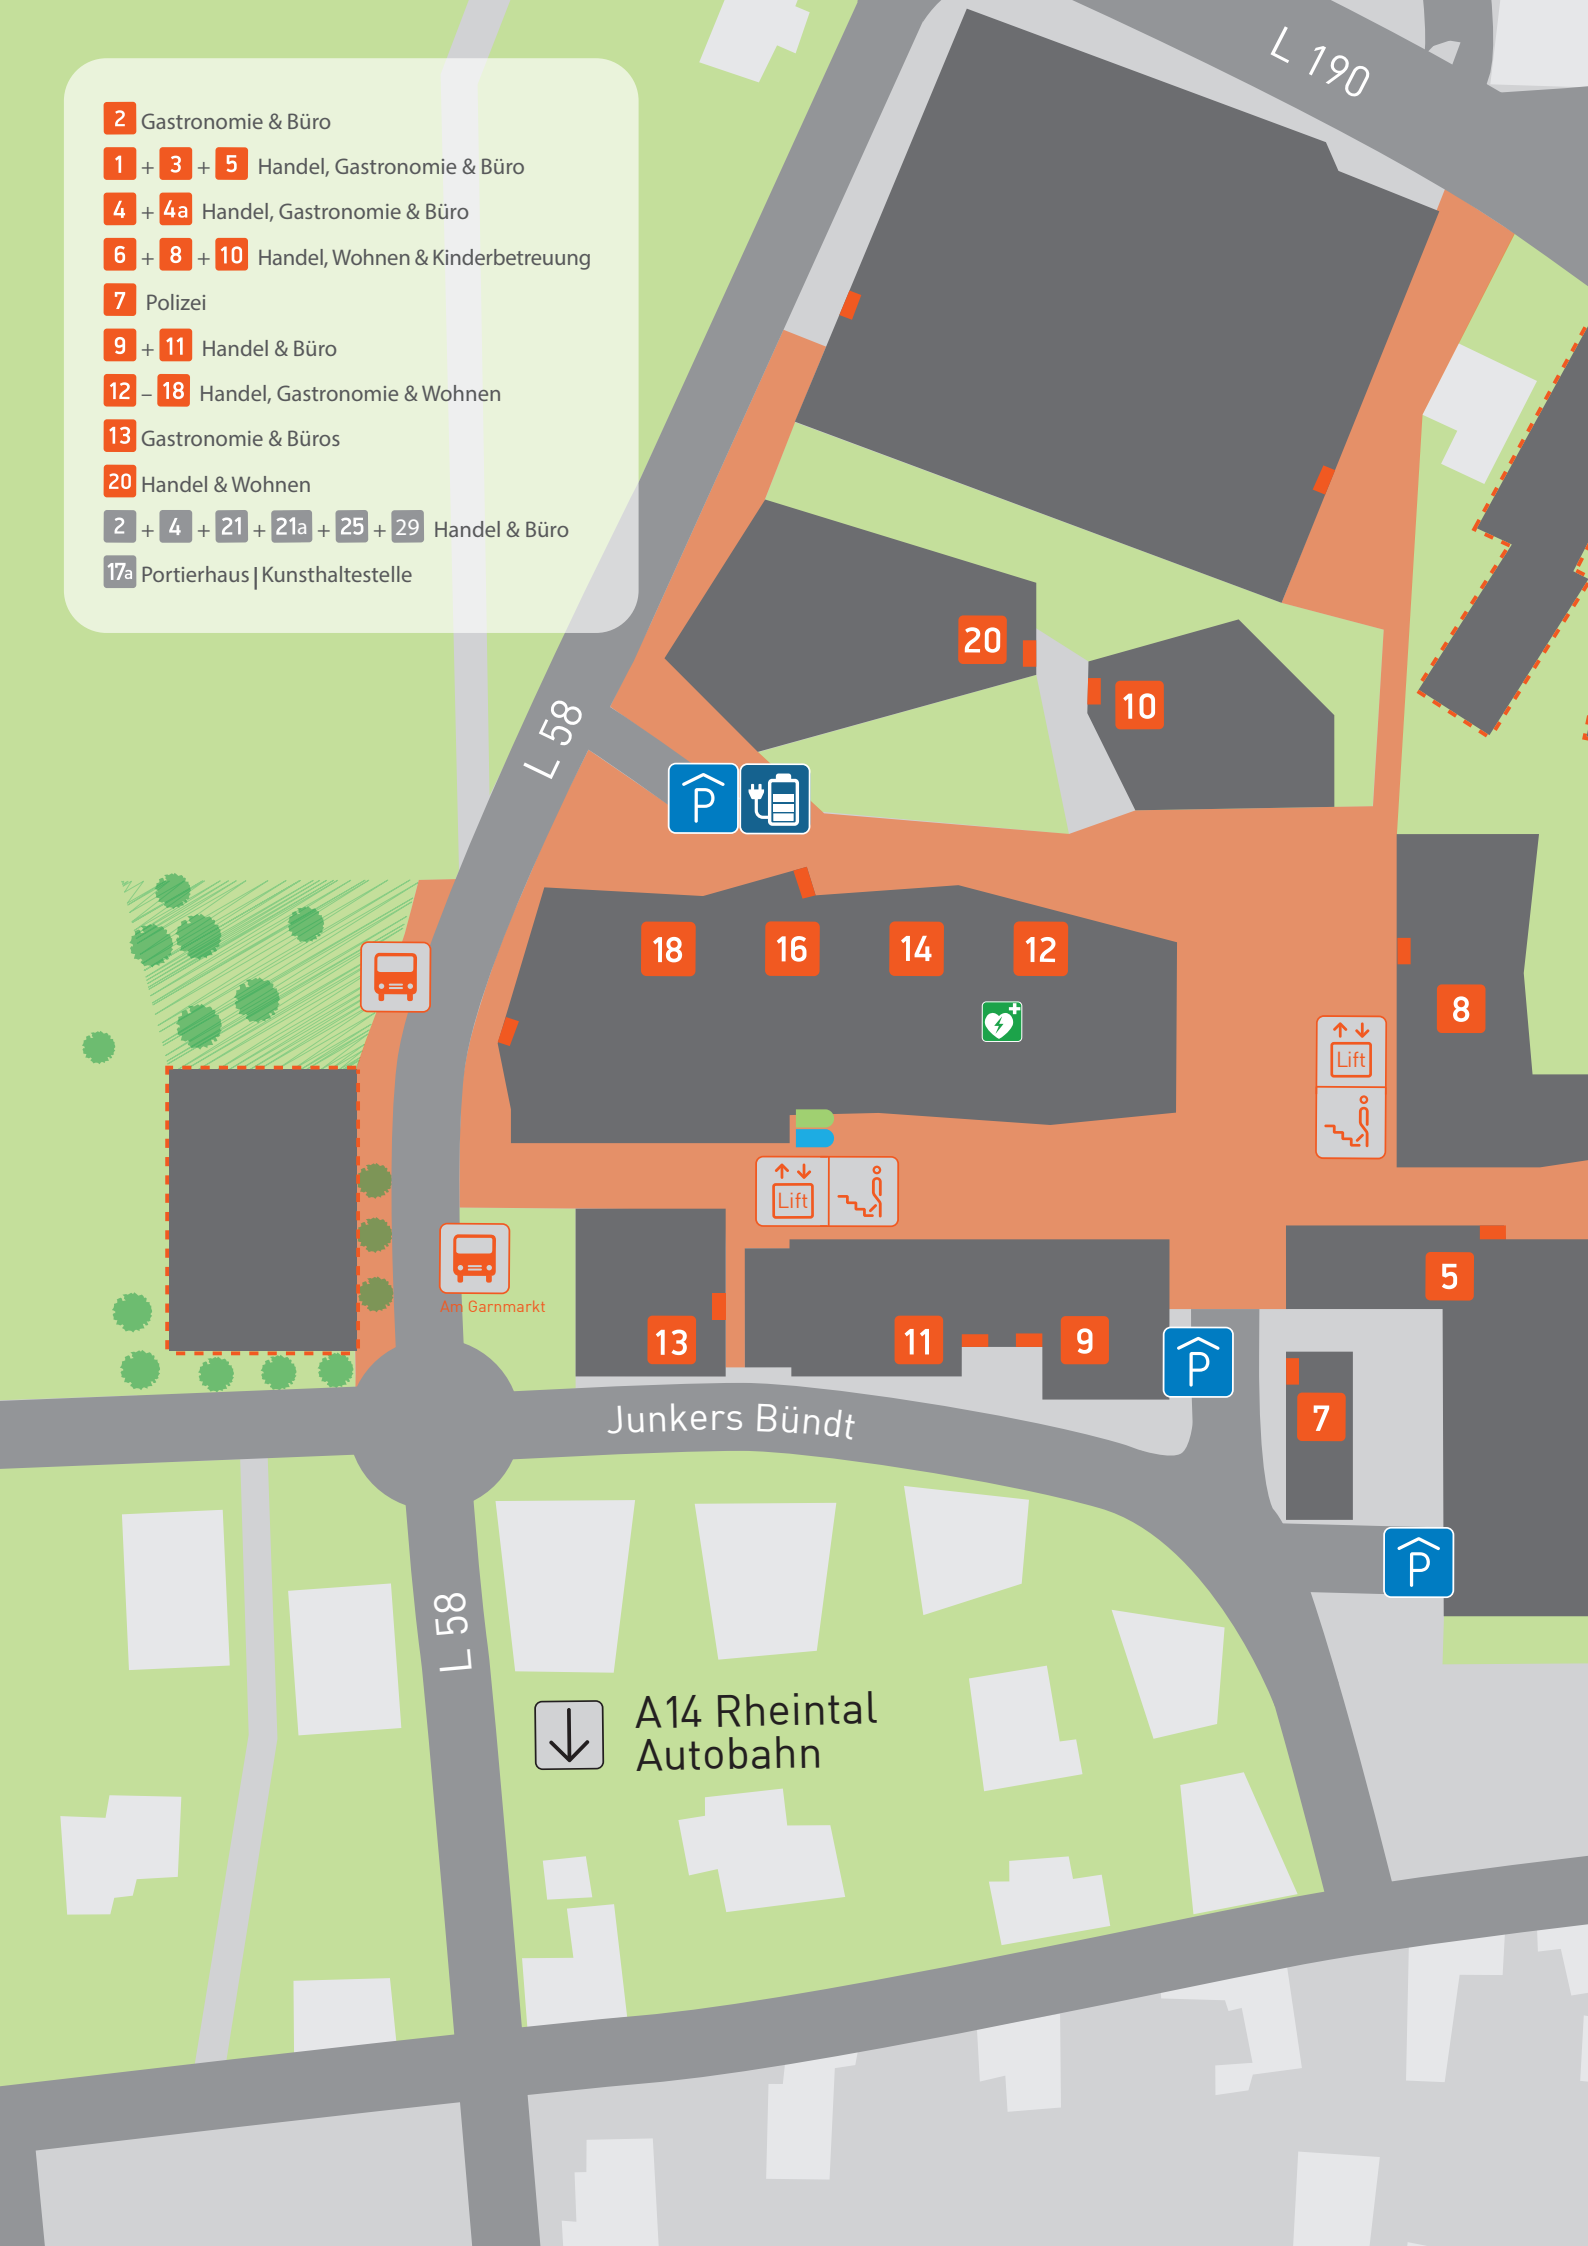 2 Gastronomie & Büro
1 + 3 + 5 Handel, Gastronomie & Büro
4 + 4a Handel, Gastronomie & Büro
6 + 8 + 10 Handel, Wohnen & Kinderbetreuung
7 Polizei
9 + 11 Handel & Büro
12 – 18 Handel, Gastronomie & Wohnen
13 Gastronomie & Büros
20 Handel & Wohnen
2 + 4 + 21 + 21a + 25 + 29 Handel & Büro
17a Portierhaus | Kunsthaltestelle
L 190
20
10
L 58
P
18
16
14
12
8
Lift
Lift
5
Am Garnmarkt
13
11
9
P
7
Junkers Bündt
P
L 58
A14 Rheintal
Autobahn